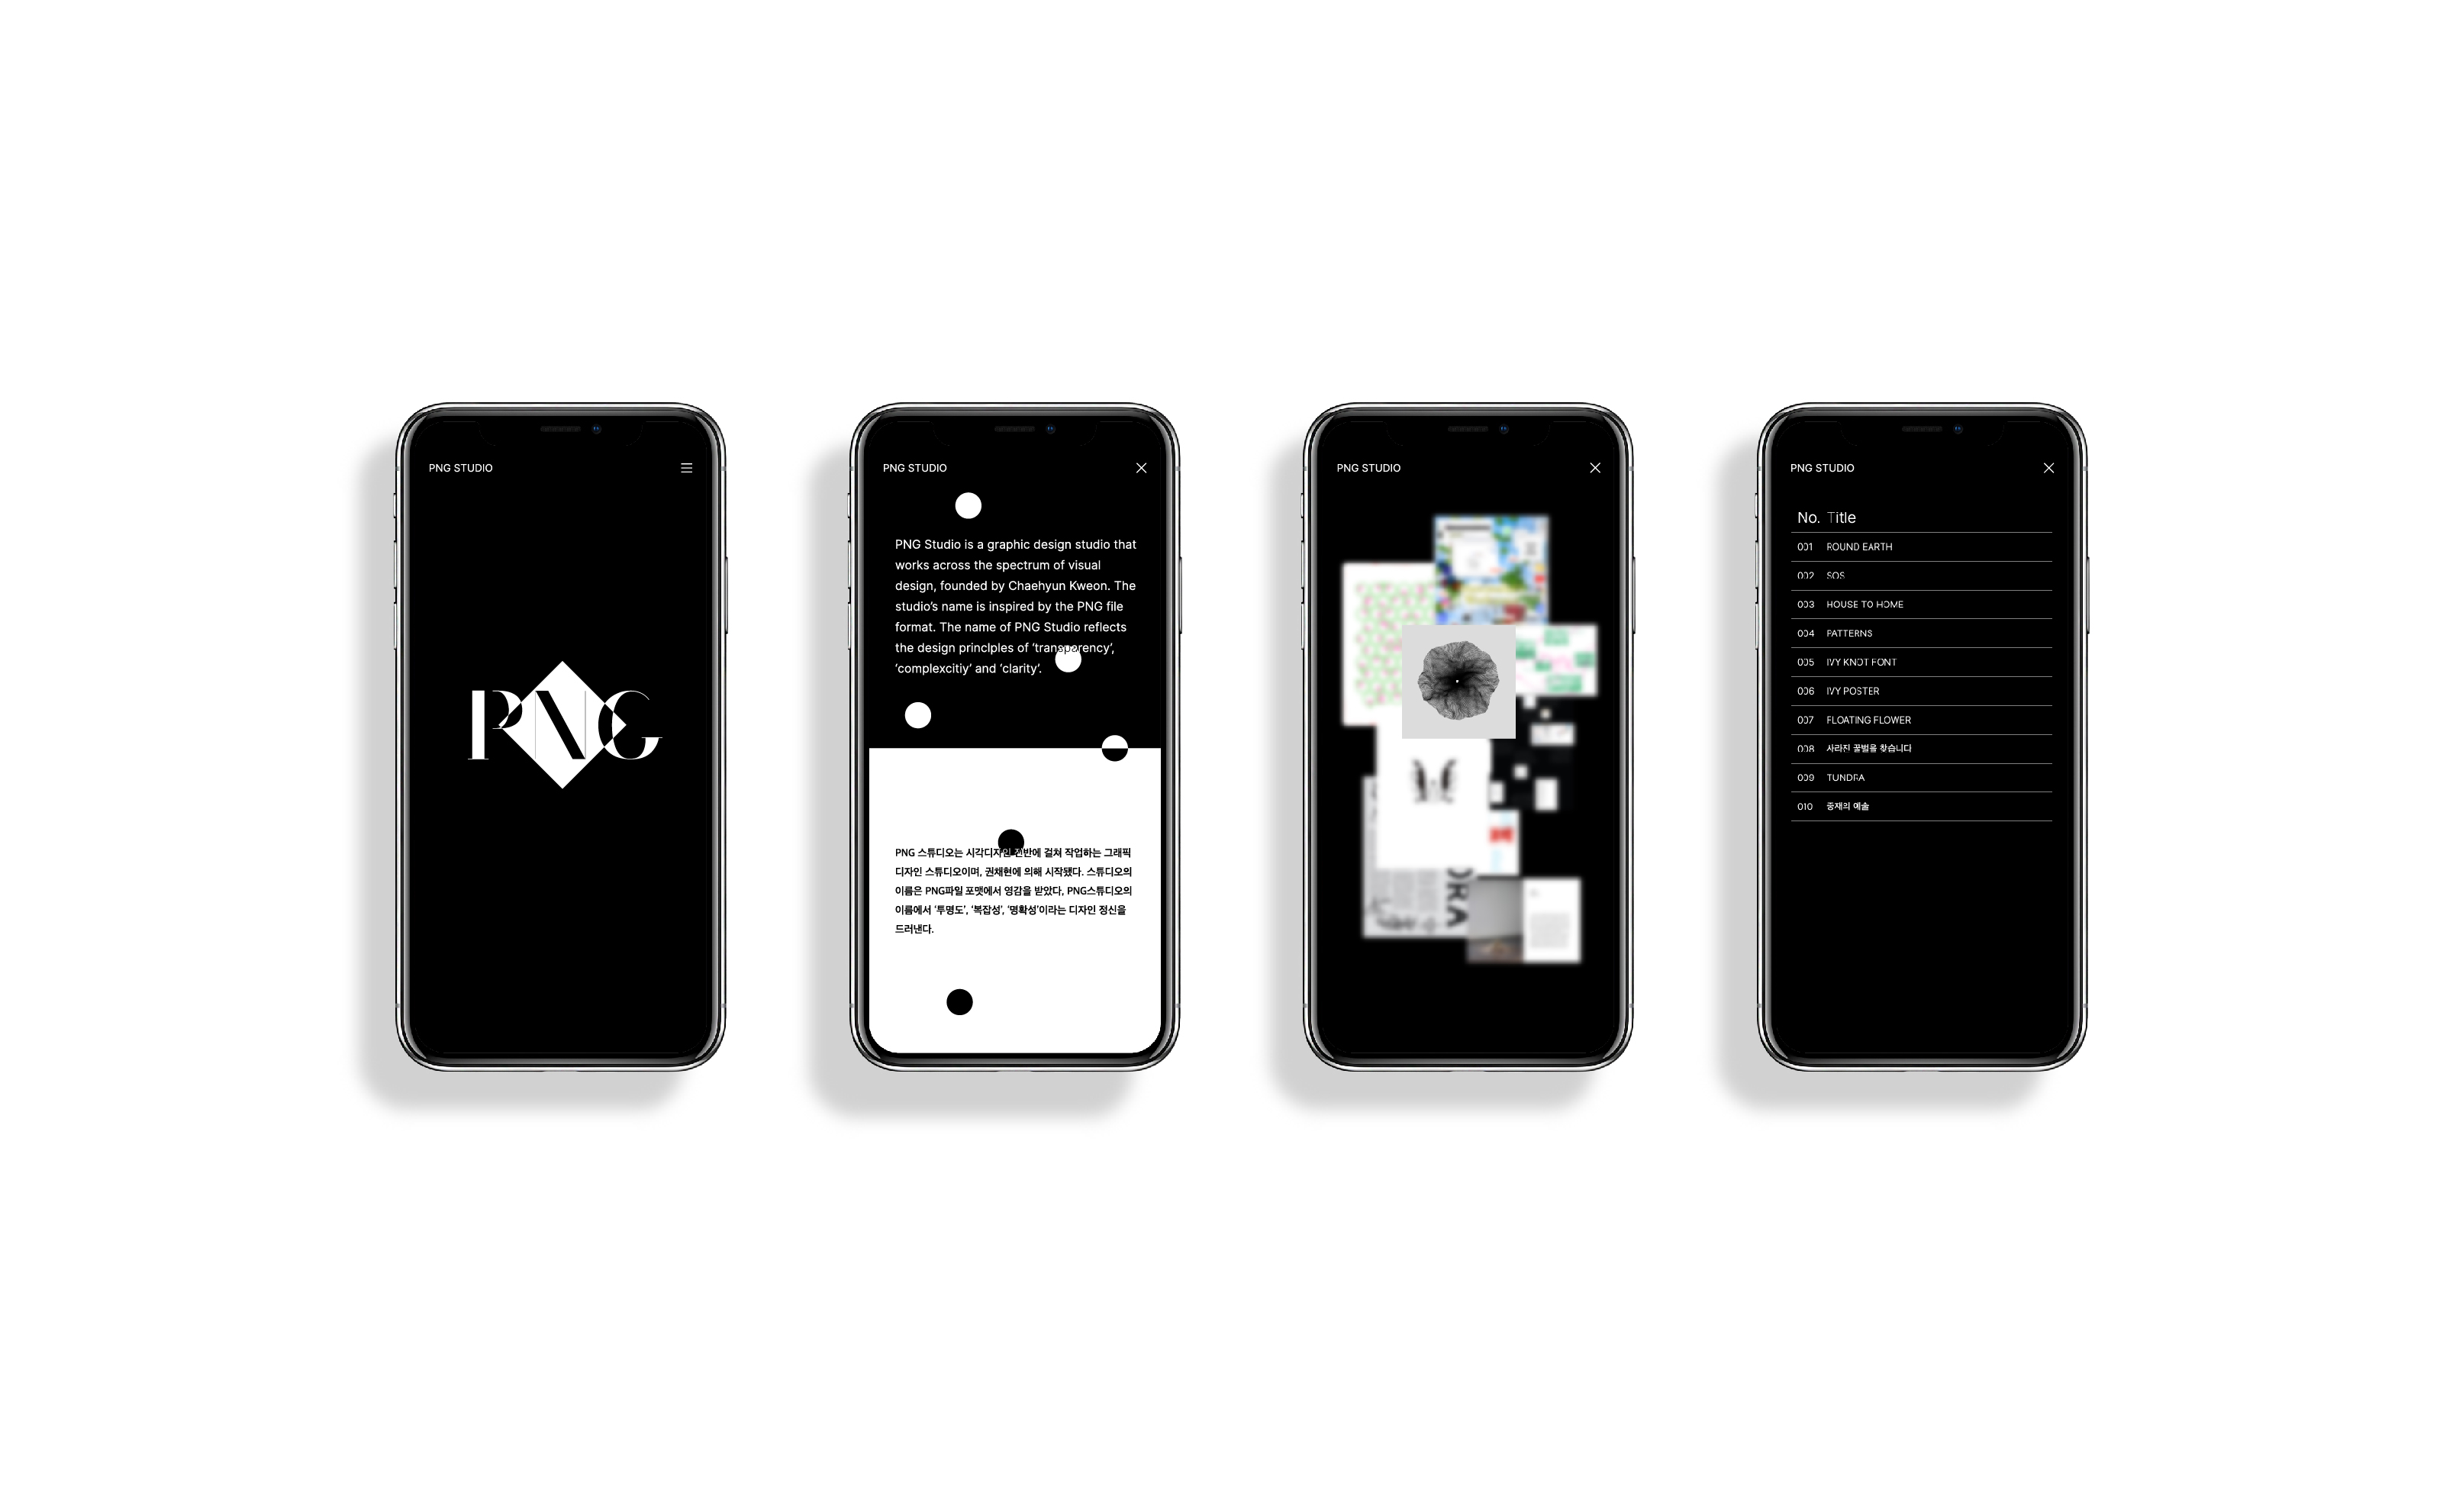 PNG STUDIO
PNG
PNG STUDIO
PNG Studio is a graphic design studio that
works across the spectrum of visual
design, founded by Chaehyun Kweon. The
studio's name is inspired by the PNG file
format. The name of PNG Studio reflects
the design principles of ‘transparency’,
‘complexcitiy’ and ‘clarity’.
PNG 스튜디오는 시각디자인 전반에 걸쳐 작업하는 그래픽
디자인 스튜디오이며, 권채현에 의해 시작됐다. 스튜디오의
이름은 PNG파일 포맷에서 영감을 받았다, PNG스튜디오의
이름에서 ‘투명도’, ‘복잡성’, ‘명확성’이라는 디자인 정신을
드러낸다.
PNG STUDIO
DRA
PNG STUDIO
No. Title
001 ROUND EARTH
002 SOS
003 HOUSE TO HOME
004 PATTERNS
005 IVY KNOT FONT
006 IVY POSTER
007 FLOATING FLOWER
008 사라진 꿀벌을 찾습니다
009 TUNDRA
010 중재의 예술